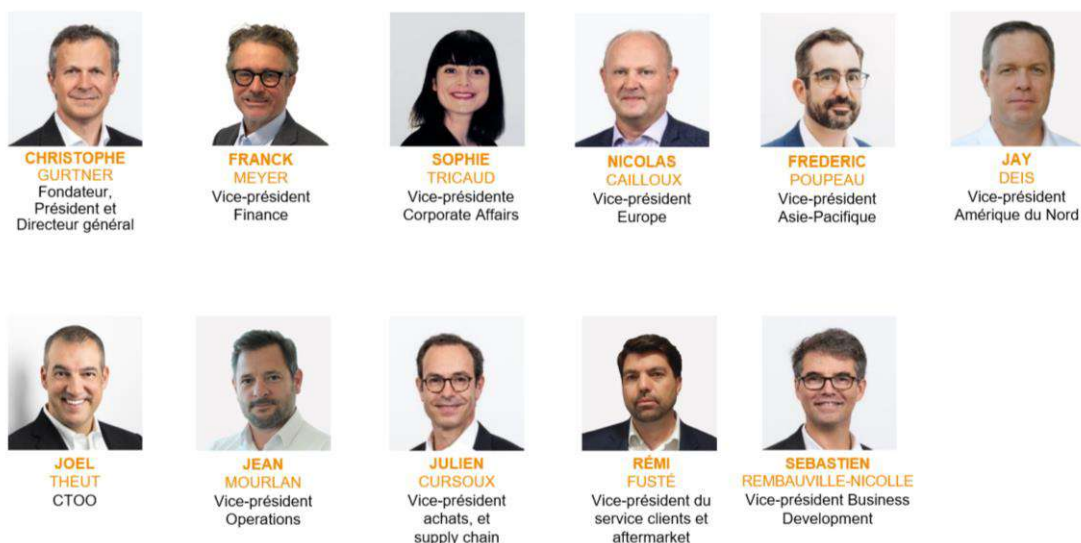 CHRISTOPHE
GURTNER
Fondateur,
Président et
Directeur général
FRANCK
MEYER
Vice-président
Finance
SOPHIE
TRICAUD
Vice-présidente
Corporate Affairs
NICOLAS
CAILLOUX
Vice-président
Europe
FREDERIC
POUPEAU
Vice-président
Asie-Pacifique
JAY
DEIS
Vice-président
Amérique du Nord
JOEL
THEUT
CTOO
JEAN
MOURLAN
Vice-président
Operations
JULIEN
CURSOUX
Vice-président
achats, et
supply chain
RÉMI
FUSTÉ
Vice-président du
service clients et
aftermarket
SEBASTIEN
REMBAUVILLE-NICOLLE
Vice-président Business
Development